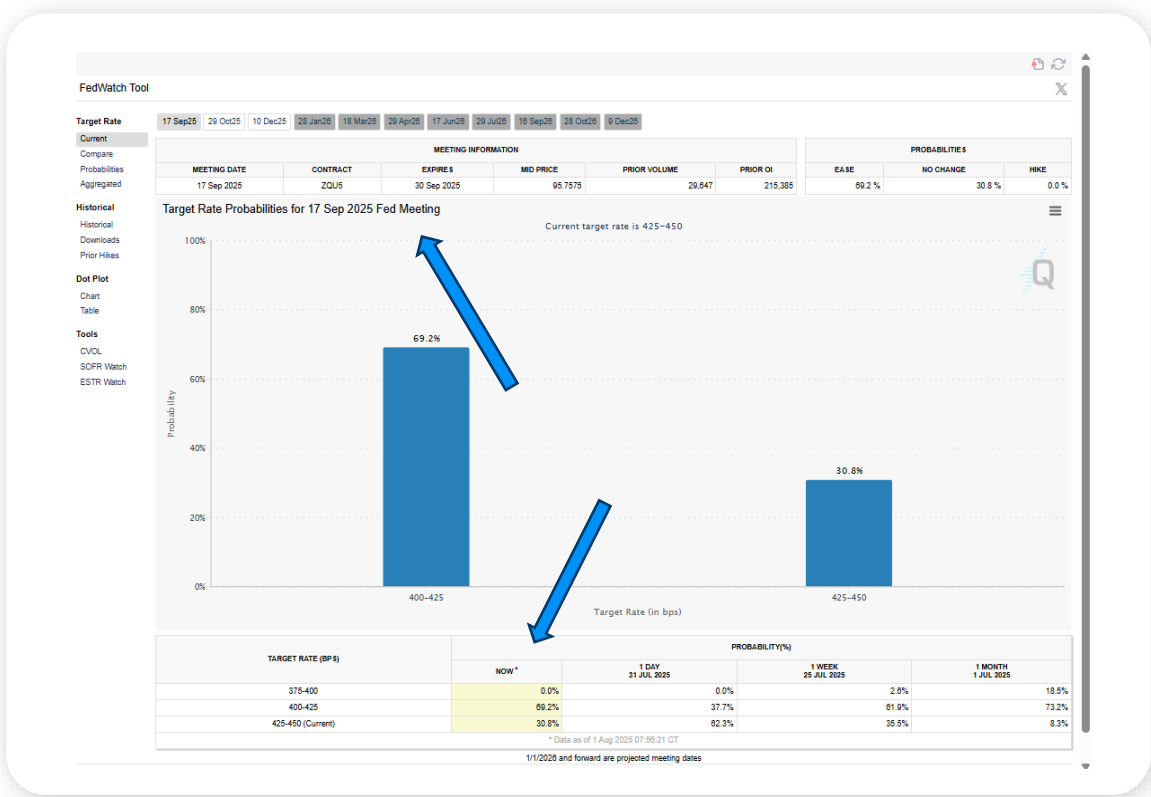 FedWatch Tool
Target Rate
Current
Compare
Probabilities
Aggregated
Historical
Historical
Downloads
Prior Hikes
Dot Plot
Chart
Table
Tools
CVOL
SOFR Watch
ESTR Watch
17 Sep25 29 Oct25 10 Dec25 28 Jan26 18 Mar26 29 Apr26 17 Jun26 29 Jul26 16 Sep26 28 Oct26 9 Dec26
MEETING INFORMATION
MEETING DATE CONTRACT EXPIRES MID PRICE PRIOR VOLUME PRIOR OI
17 Sep 2025 ZQU5 30 Sep 2025 95.7575 29,647 215,385
PROBABILITIES
EASE NO CHANGE HIKE
69.2 % 30.8 % 0.0 %
Target Rate Probabilities for 17 Sep 2025 Fed Meeting
Current target rate is 425-450
Q
100%
80%
60%
40%
20%
0%
Probability
69.2%
30.8%
400-425 425-450
Target Rate (in bps)
TARGET RATE (BPS) PROBABILITY(%)
NOW * 1 DAY 31 JUL 2025 1 WEEK 25 JUL 2025 1 MONTH 1 JUL 2025
375-400 0.0% 0.0% 2.6% 18.5%
400-425 69.2% 37.7% 61.9% 73.2%
425-450 (Current) 30.8% 62.3% 35.5% 8.3%
* Data as of 1 Aug 2025 07:56:21 CT
1/1/2026 and forward are projected meeting dates